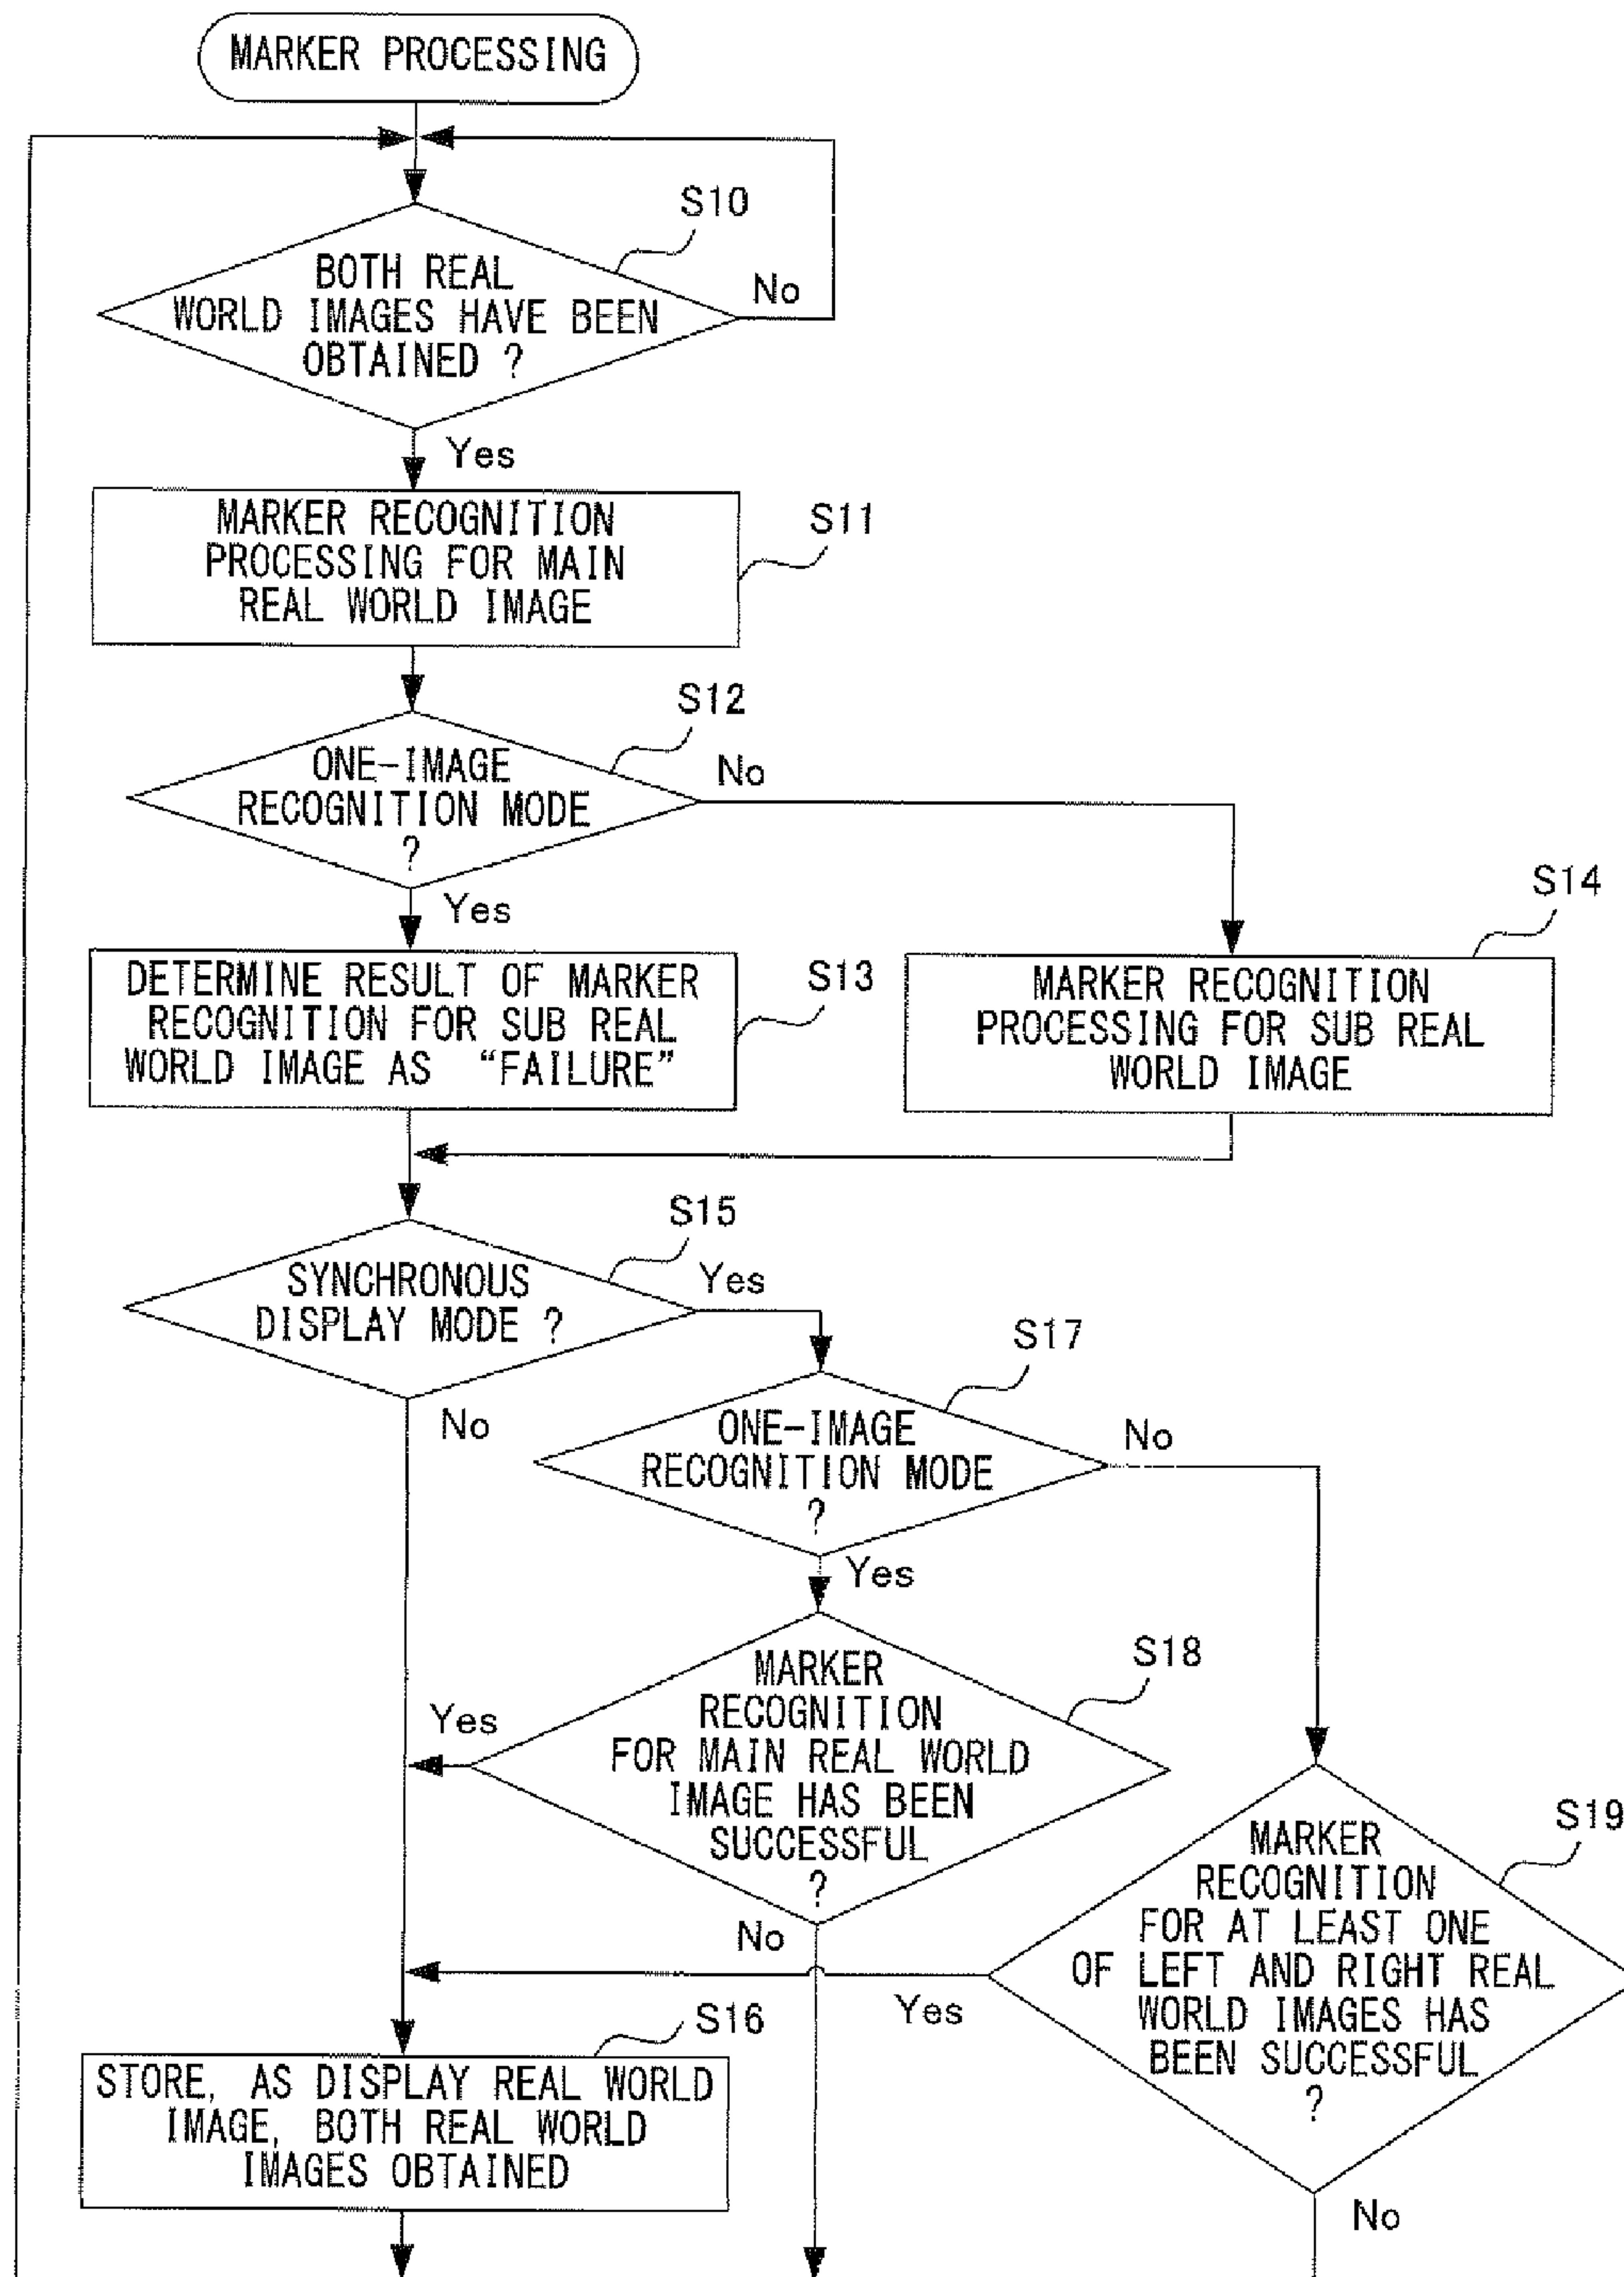 MARKER PROCESSING
S10
BOTH REAL
WORLD IMAGES HAVE BEEN
OBTAINED ?
No
Yes
MARKER RECOGNITION
PROCESSING FOR MAIN
REAL WORLD IMAGE
S11
S12
ONE-IMAGE
RECOGNITION MODE
?
No
Yes
DETERMINE RESULT OF MARKER
RECOGNITION FOR SUB REAL
WORLD IMAGE AS “FAILURE”
S13
S14
MARKER RECOGNITION
PROCESSING FOR SUB REAL
WORLD IMAGE
S15
SYNCHRONOUS
DISPLAY MODE ?
Yes
No
S17
ONE-IMAGE
RECOGNITION MODE
?
No
Yes
S18
MARKER
RECOGNITION
FOR MAIN REAL WORLD
IMAGE HAS BEEN
SUCCESSFUL
?
Yes
No
S19
MARKER
RECOGNITION
FOR AT LEAST ONE
OF LEFT AND RIGHT REAL
WORLD IMAGES HAS
BEEN SUCCESSFUL
?
Yes
No
S16
STORE, AS DISPLAY REAL WORLD
IMAGE, BOTH REAL WORLD
IMAGES OBTAINED